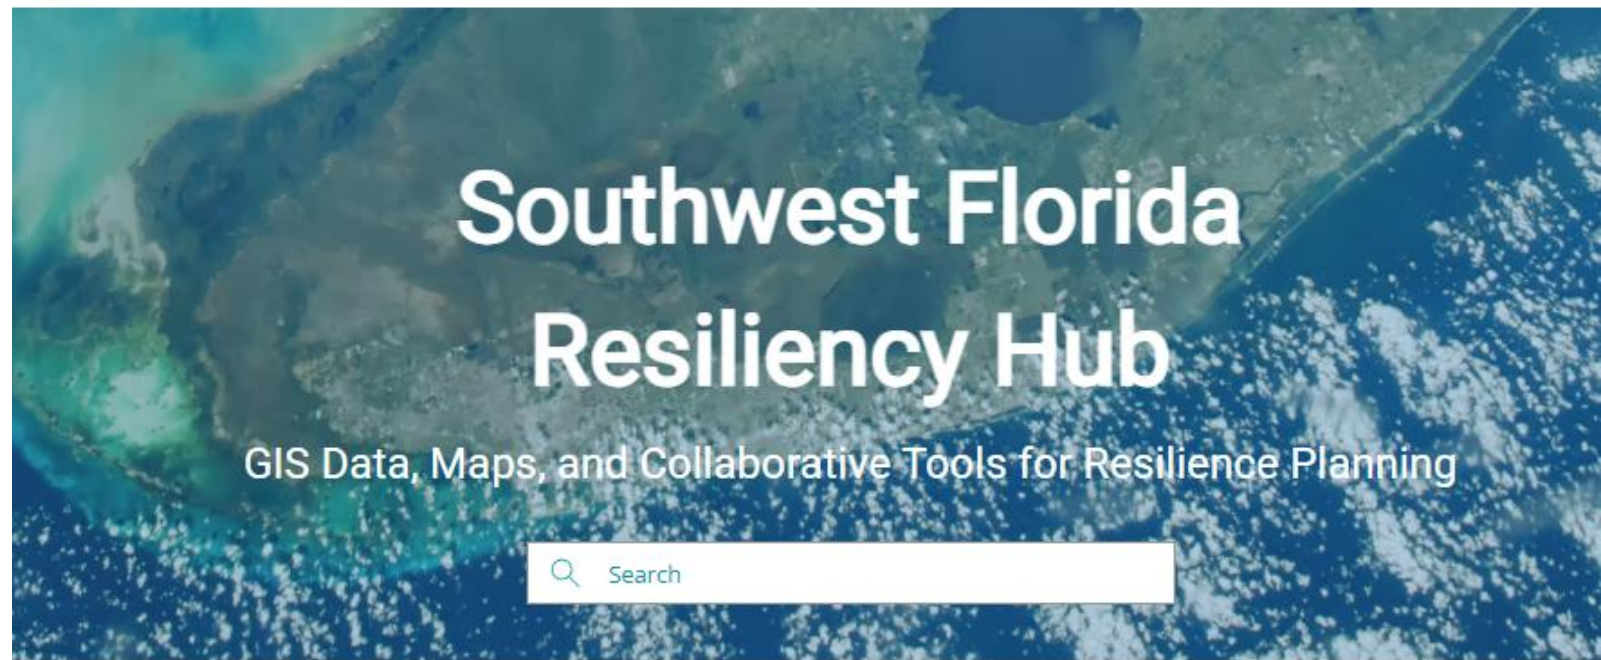 Southwest Florida
Resiliency Hub
GIS Data, Maps, and Collaborative Tools for Resilience Planning
Search